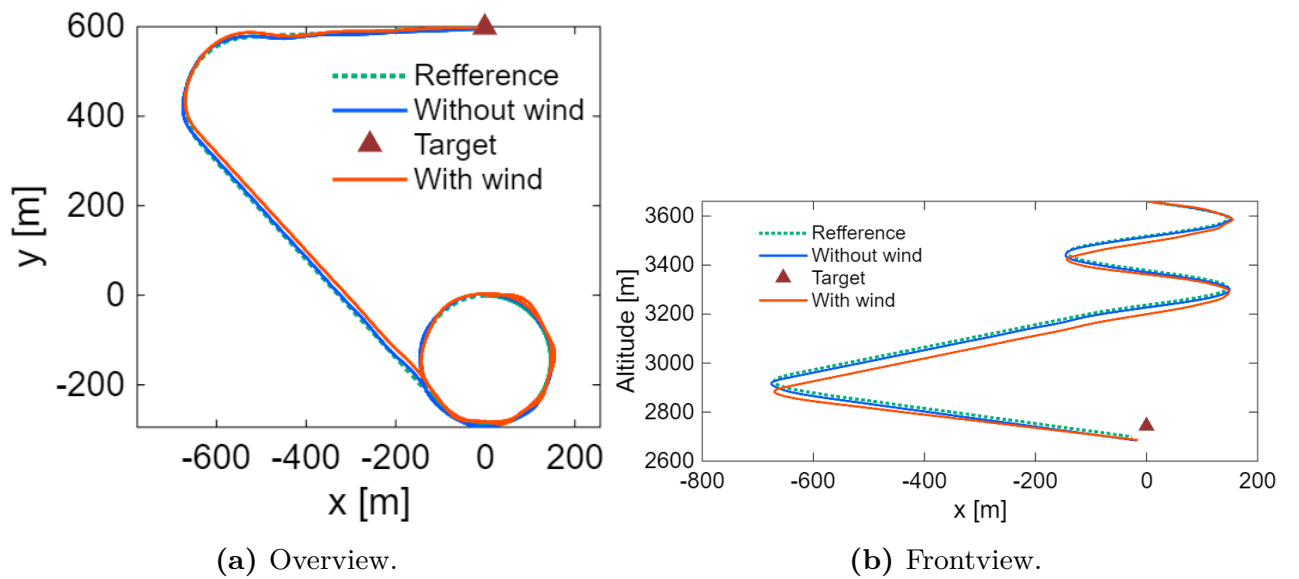 600
400
200
0
-200
y [m]
-600 -400 -200 0 200
x [m]
Refference
Without wind
Target
With wind
(a) Overview.
3600
3400
3200
3000
2800
2600
Altitude [m]
-800 -600 -400 -200 0 200
x [m]
Refference
Without wind
Target
With wind
(b) Frontview.